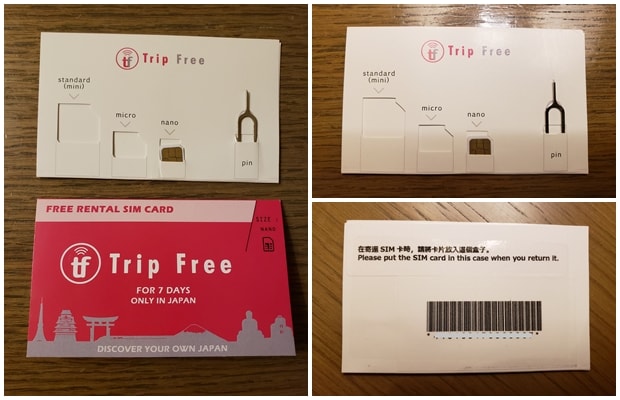 Trip Free
standard
(mini)
micro
nano
pin
FREE RENTAL SIM CARD
SIZE
NANO
Trip Free
FOR 7 DAYS
ONLY IN JAPAN
DISCOVER YOUR OWN JAPAN
Trip Free
standard
(mini)
micro
nano
pin
在寄還 SIM 卡時，請將卡片放入這個盒子。
Please put the SIM card in this case when you return it.